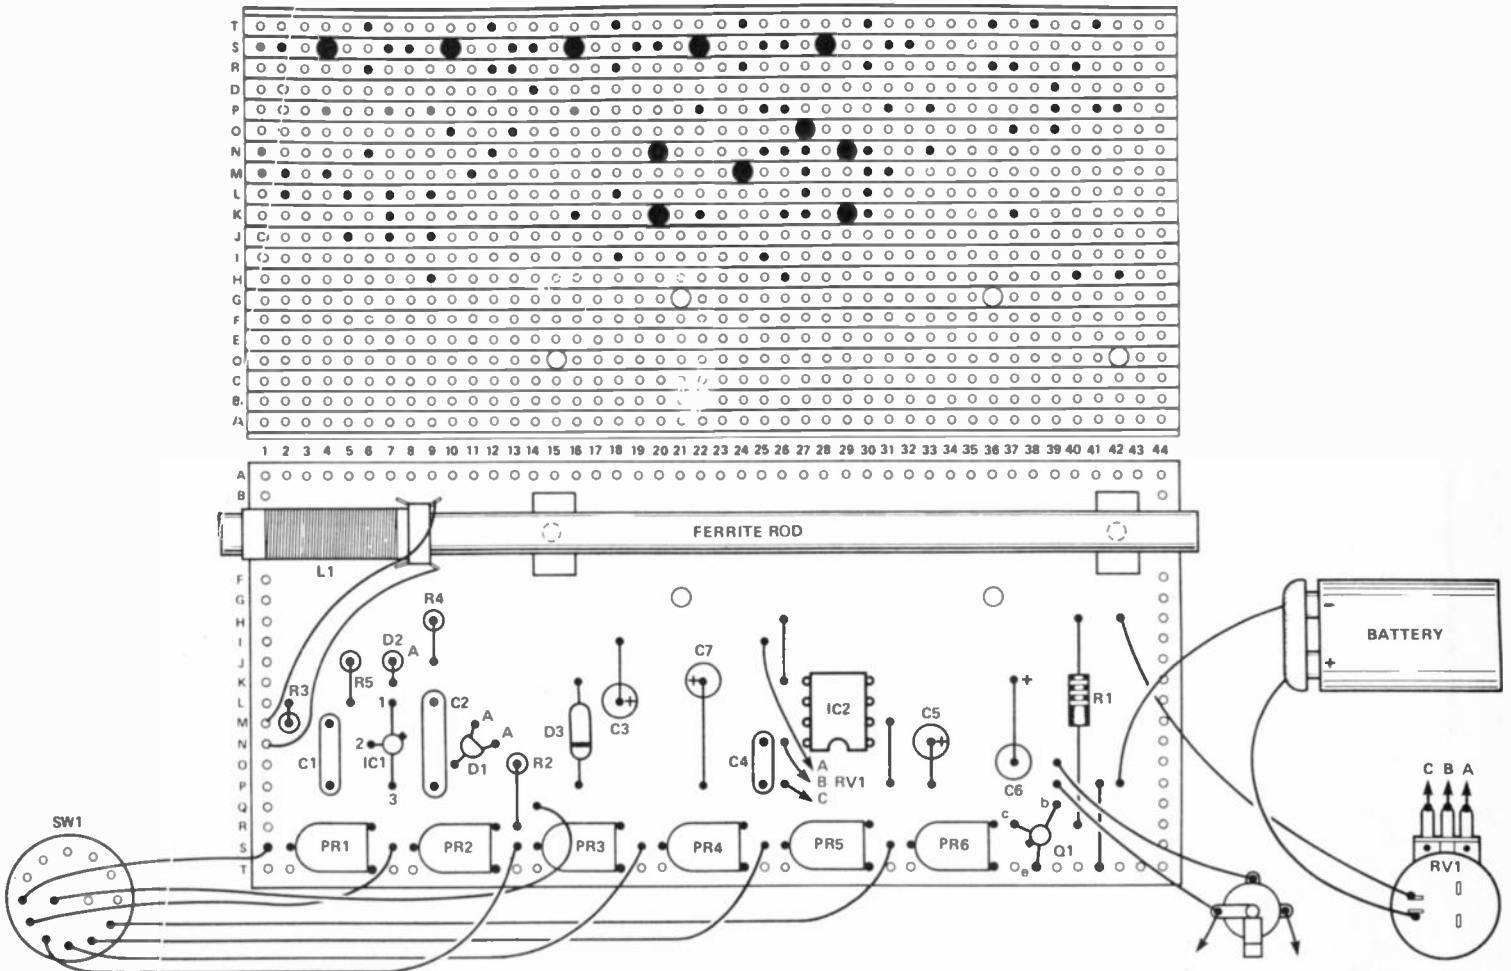 T
S
R
D
P
O
N
M
L
K
J
I
H
G
F
E
O
C
B
A
1 2 3 4 5 6 7 8 9 10 11 12 13 14 15 16 17 18 19 20 21 22 23 24 25 26 27 28 29 30 31 32 33 34 35 36 37 38 39 40 41 42 43 44
A
B
FERRITE ROD
L1
F
G
H
I
J
K
L
M
N
O
P
Q
R
S
T
R4
D2
A
R5
R3
1
C2
2
IC1
3
C1
A
A
D1
R2
D3
C3
+
C7
+
IC2
C4
A
B RV1
C
C5
+
+
C6
R1
b
c
Q1
e
PR1
PR2
PR3
PR4
PR5
PR6
SW1
BATTERY
-
+
C B A
RV1